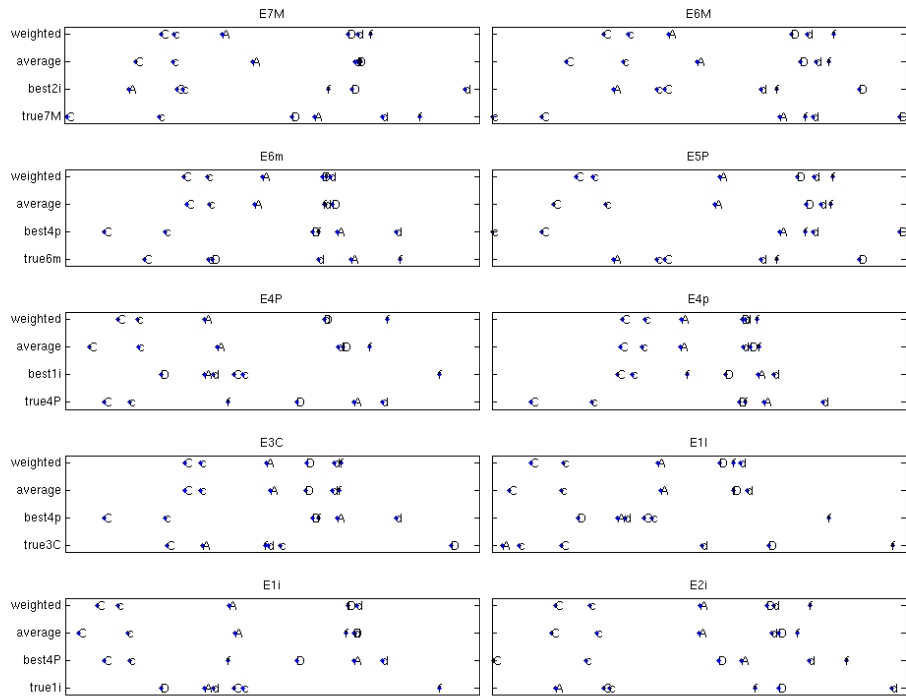 E7M
weighted C c A D d f
average C c A D
best2i A C c f D d
true7M C c D A d f
E6M
C c A D d f
C c A D d f
A c C d f D
c C A f d D
E6m
weighted C c A d
average C c A f d D
best4p C c D f A d
true6m C c D d A f
E5P
C c A D d f
C c A D d f
c C A f d D
A c C d f D
E4P
weighted C c A D f
average C c A d D f
best1i D A d C c f
true4P C c f D A d
E4p
C c A D f
C c A d D f
C c f D A d
C c D f A d
E3C
weighted C c A D d f
average C c A D d f
best4p C c D f A d
true3C C A f d c D
E1I
C c A D f d
C c A D d
D A d C c f
A c C d D f
E1i
weighted C c A D d
average C c A f D
best4P C c f D A d
true1i D A d C c f
E2i
C c A D d f
C c A d D f
C c D A d f
A C c f D d